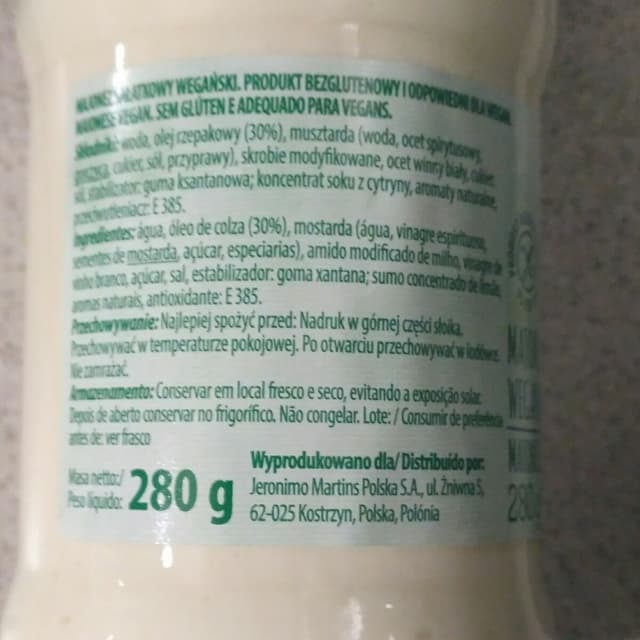 MAJONEZ SAŁATKOWY WEGAŃSKI. PRODUKT BEZGLUTENOWY I ODPOWIEDNI DLA WEGAN.
MAIONESE VEGAN. SEM GLÚTEN E ADEQUADO PARA VEGANS.
Składniki: woda, olej rzepakowy (30%), musztarda (woda, ocet spirytusowy,
gorczyca, cukier, sól, przyprawy), skrobie modyfikowane, ocet winny biały, cukier,
sól, stabilizator: guma ksantanowa; koncentrat soku z cytryny, aromaty naturalne,
przeciwutleniacz: E 385.
Ingredientes: água, óleo de colza (30%), mostarda (água, vinagre espirituoso,
sementes de mostarda, açúcar, especiarias), amido modificado de milho, vinagre de
vinho branco, açúcar, sal, estabilizador: goma xantana; sumo concentrado de limão,
aromas naturais, antioxidante: E 385.
Przechowywanie: Najlepiej spożyć przed: Nadruk w górnej części słoika.
Przechowywać w temperaturze pokojowej. Po otwarciu przechowywać w lodówce.
Nie zamrażać.
Armazenamento: Conservar em local fresco e seco, evitando a exposição solar.
Depois de aberto conservar no frigorífico. Não congelar. Lote: / Consumir de preferência
antes de: ver frasco
Masa netto:/
Peso líquido: 280 g
Wyprodukowano dla/ Distribuído por:
Jeronimo Martins Polska S.A., ul. Żniwna 5,
62-025 Kostrzyn, Polska, Polónia